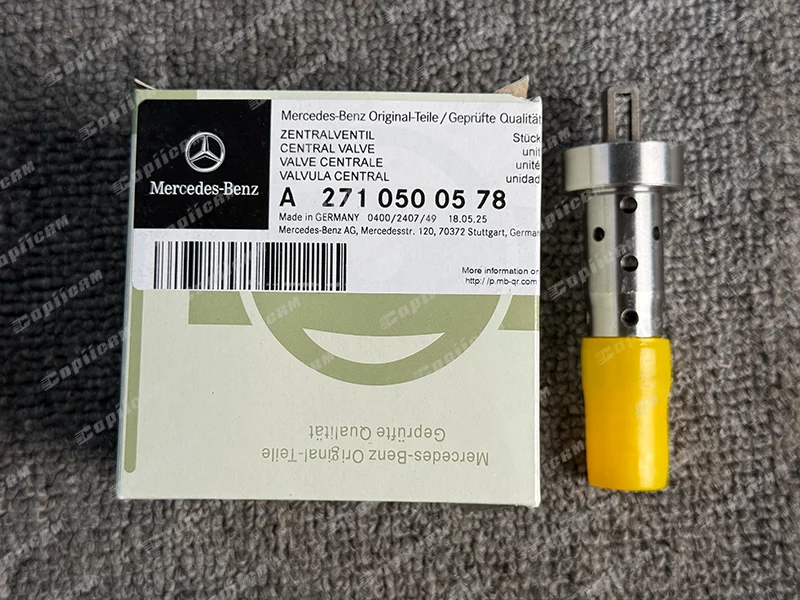 Mercedes-Benz Original-Teile/Geprüfte Qualität
ZENTRALVENTIL Stück
CENTRAL VALVE unit
VALVE CENTRALE unité
VALVULA CENTRAL unidad
Mercedes-Benz
A 271 050 05 78
Made in GERMANY 0400/2407/49 18.05.25
Mercedes-Benz AG, Mercedesstr. 120, 70372 Stuttgart, German
More information on
http://p.mb-qr.com
Mercedes-Benz Original-Teile
Geprüfte Qualität
Copiicam